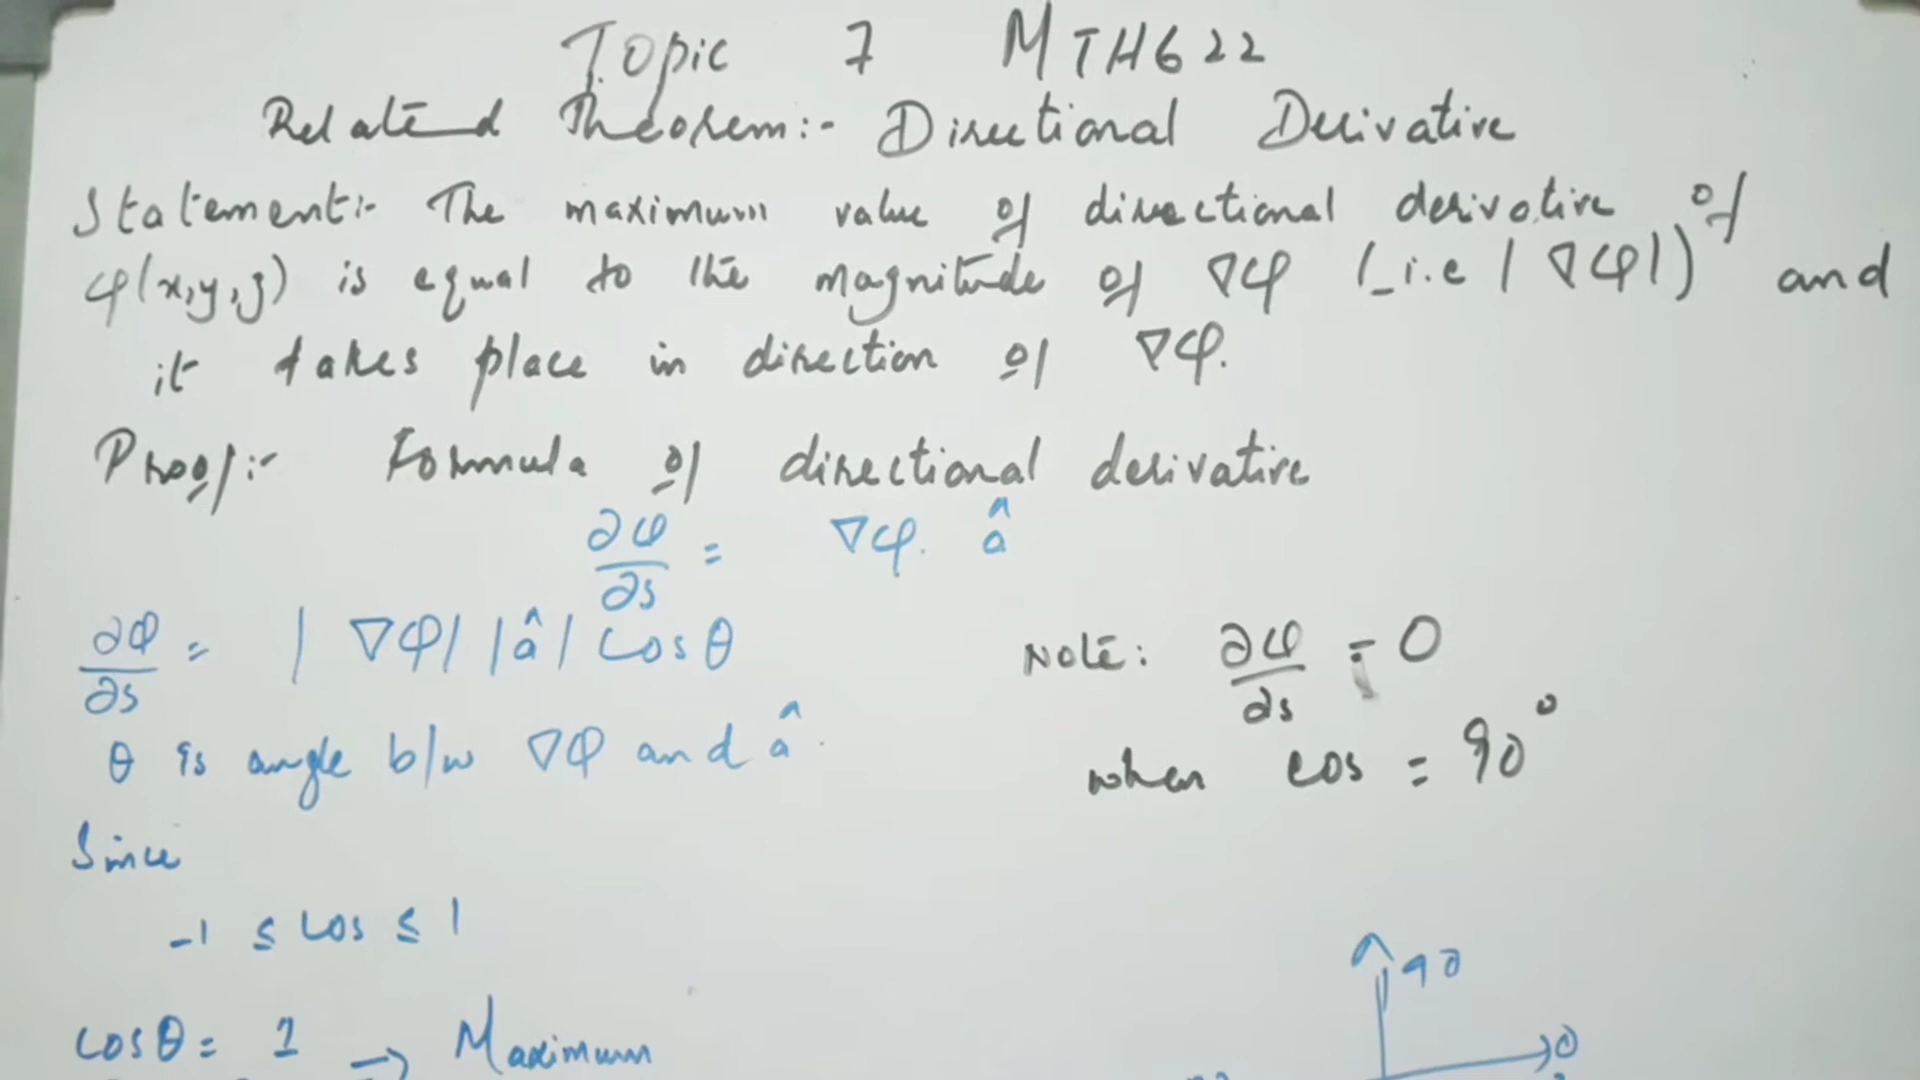 Topic 7 MTH622
Related Theorem:- Directional Derivative
Statement:- The maximum value of directional derivative of
φ(x,y,z) is equal to the magnitude of ∇φ (i.e |∇φ|) and
it takes place in direction of ∇φ.
Proof:- Formula of directional derivative
∂φ/∂s = ∇φ. â
∂φ/∂s = |∇φ| |â| Cosθ
Note: ∂φ/∂s = 0
θ is angle b/w ∇φ and â
when cos = 90°
Since
-1 ≤ Cos ≤ 1
90
Cosθ = 1 → Maximum
0